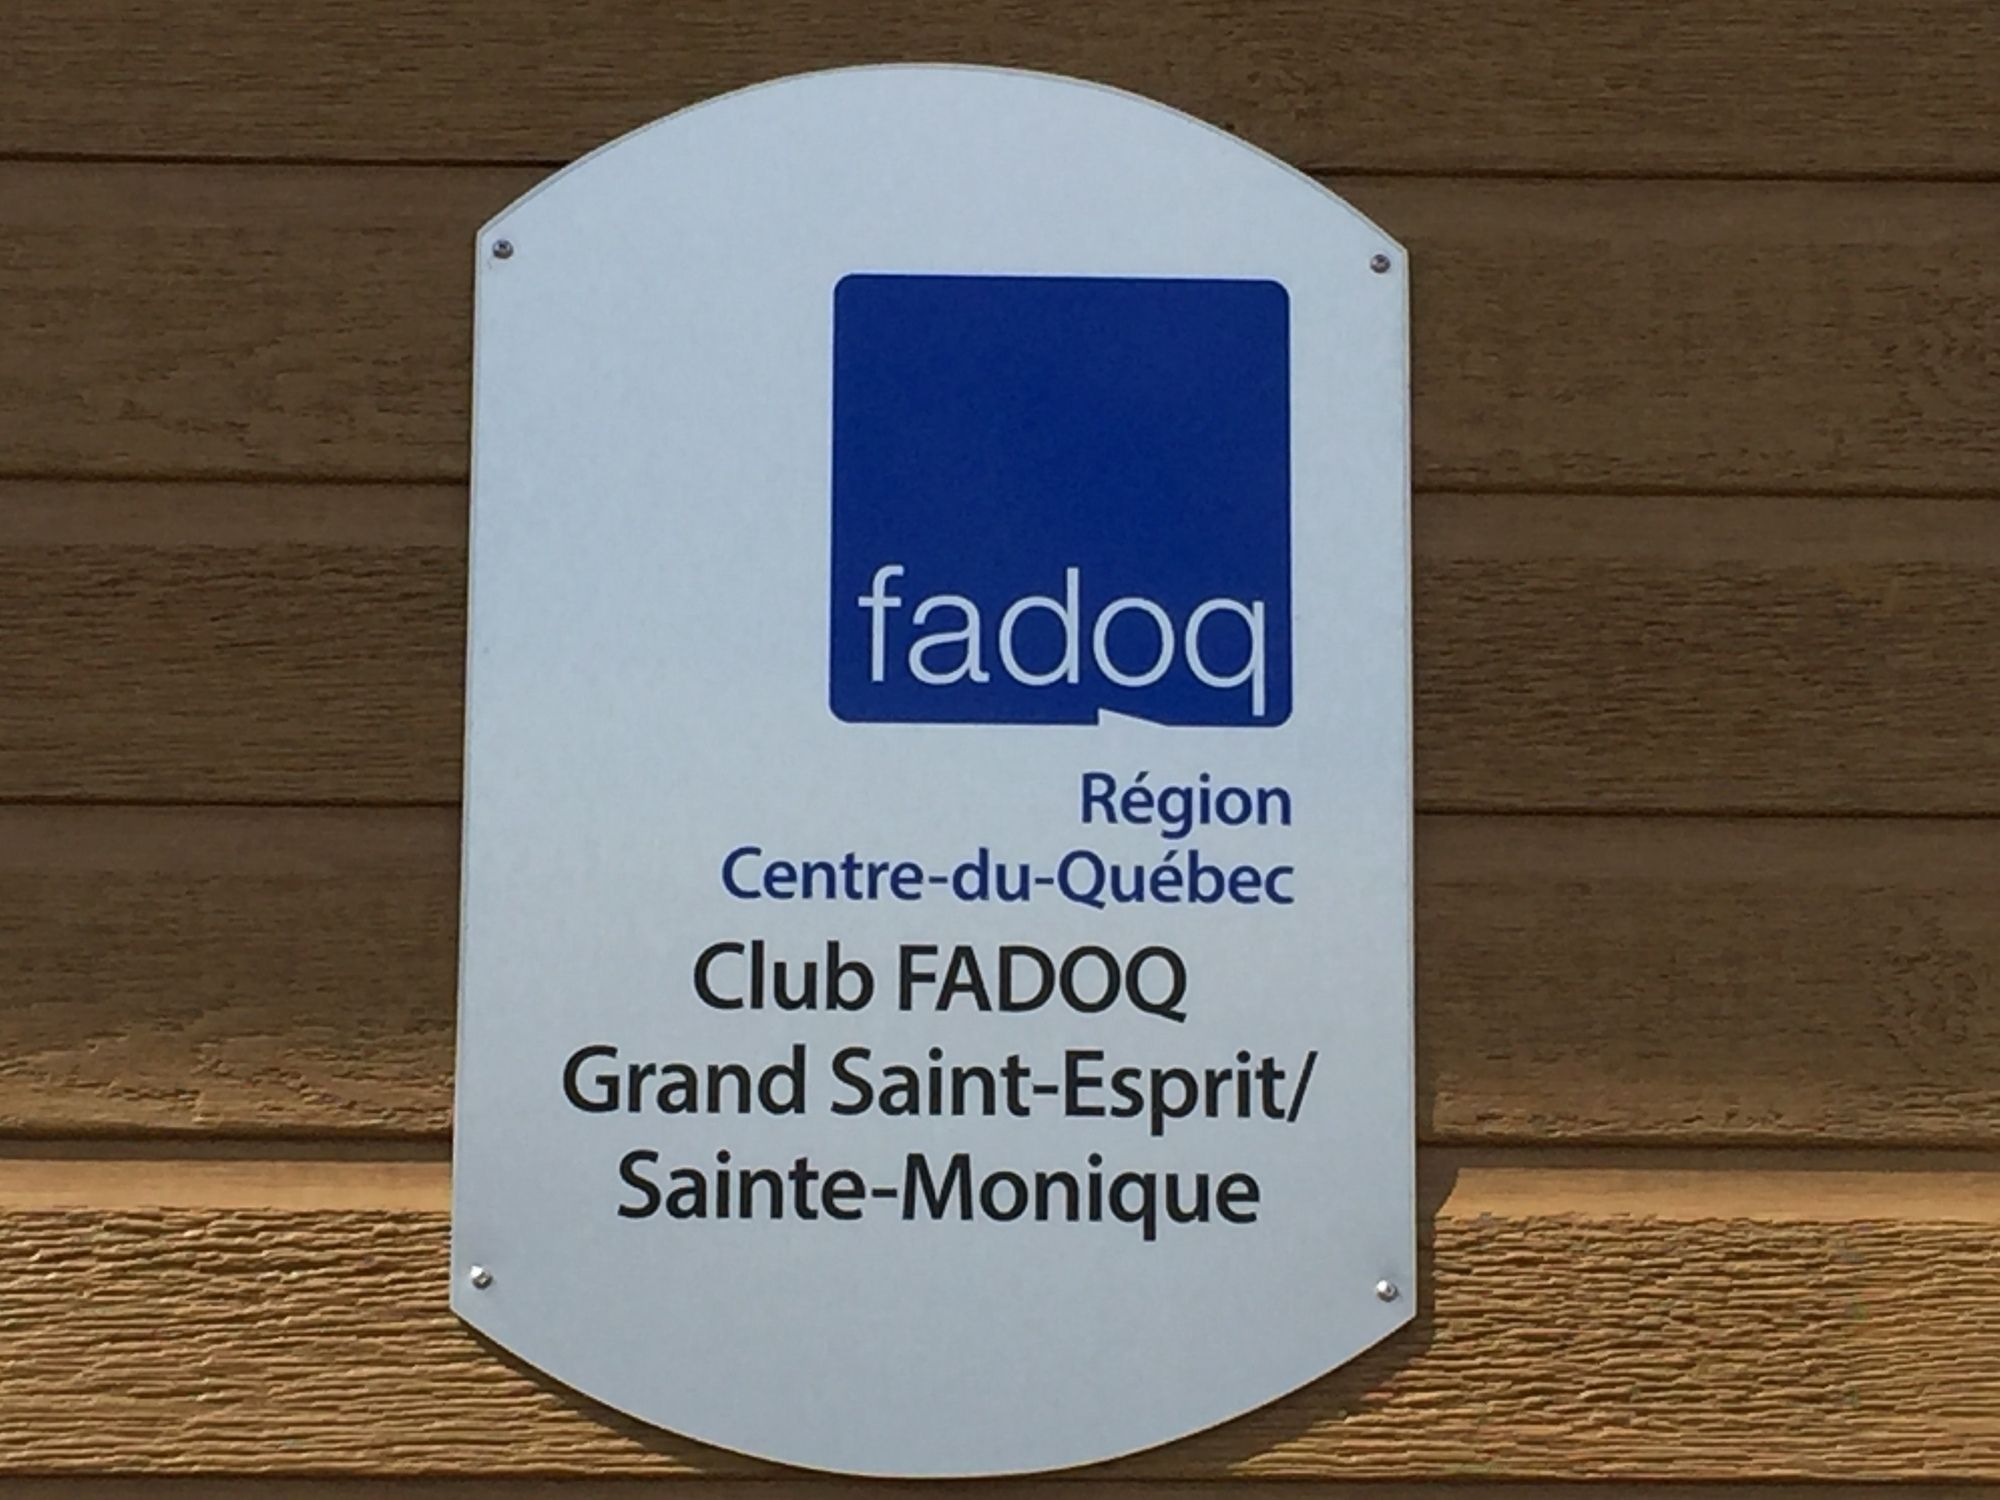 fadoq
Région
Centre-du-Québec
Club FADOQ
Grand Saint-Esprit/
Sainte-Monique